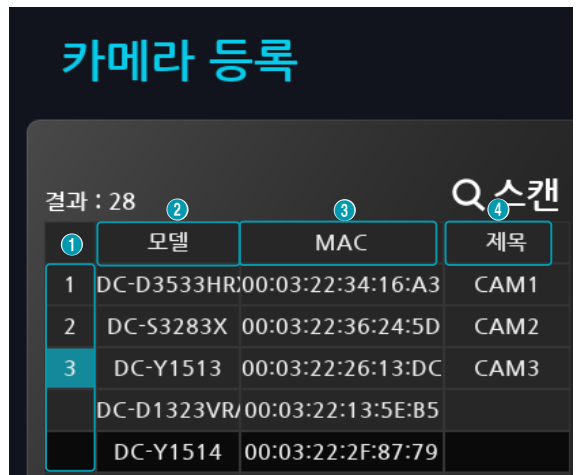 카메라 등록
결과 : 28
스캔
1 2 모델 3 MAC 4 제목
1 DC-D3533HR 00:03:22:34:16:A3 CAM1
2 DC-S3283X 00:03:22:36:24:5D CAM2
3 DC-Y1513 00:03:22:26:13:DC CAM3
DC-D1323VR 00:03:22:13:5E:B5
DC-Y1514 00:03:22:2F:87:79